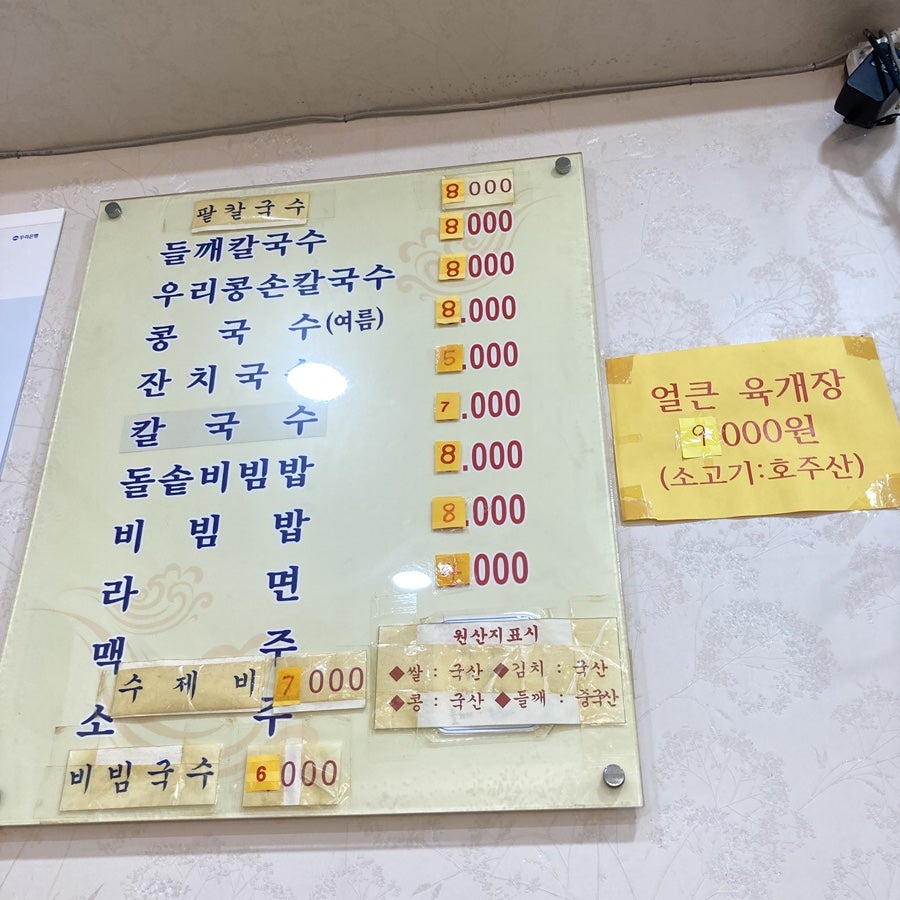 우리은행
팥칼국수 8000
들깨칼국수 8000
우리콩손칼국수 8000
콩국수(여름) 8.000
잔치국수 5.000
칼국수 7.000
돌솥비빔밥 8.000
비빔밥 8.000
라면 000
맥주
수제비 7000
소주
비빔국수 6000
원산지표시
◆쌀 : 국산 ◆김치 : 국산
◆콩 : 국산 ◆들깨 : 중국산
얼큰 육개장
9000원
(소고기:호주산)